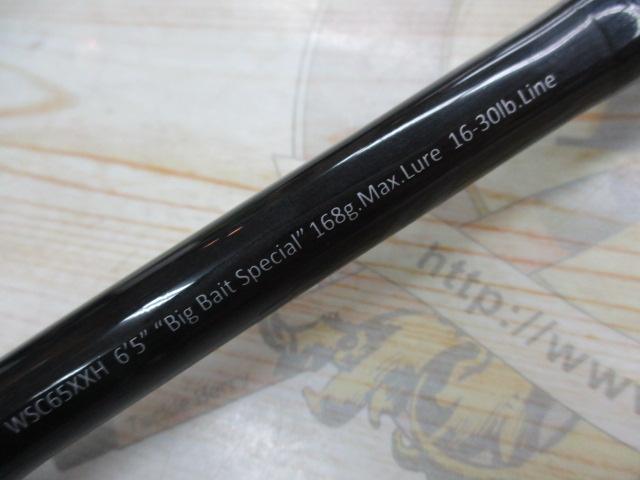 WSC65XXH 6'5" “Big Bait Special” 168g.Max.Lure 16-30lb.Line
http://www.